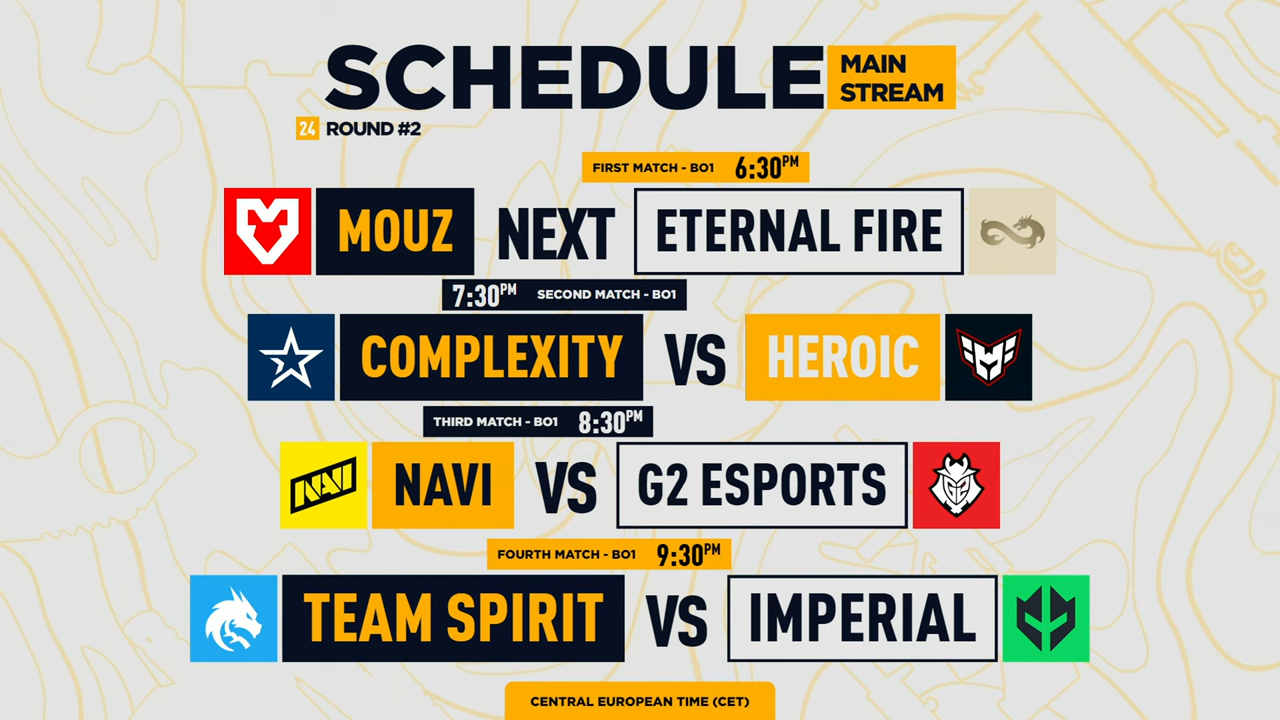 SCHEDULE
MAIN
STREAM
24 ROUND #2
FIRST MATCH - BO1 6:30PM
MOUZ NEXT ETERNAL FIRE
7:30PM SECOND MATCH - BO1
COMPLEXITY VS HEROIC
THIRD MATCH - BO1 8:30PM
NAVI NAVI VS G2 ESPORTS G2
FOURTH MATCH - BO1 9:30PM
TEAM SPIRIT VS IMPERIAL
CENTRAL EUROPEAN TIME (CET)